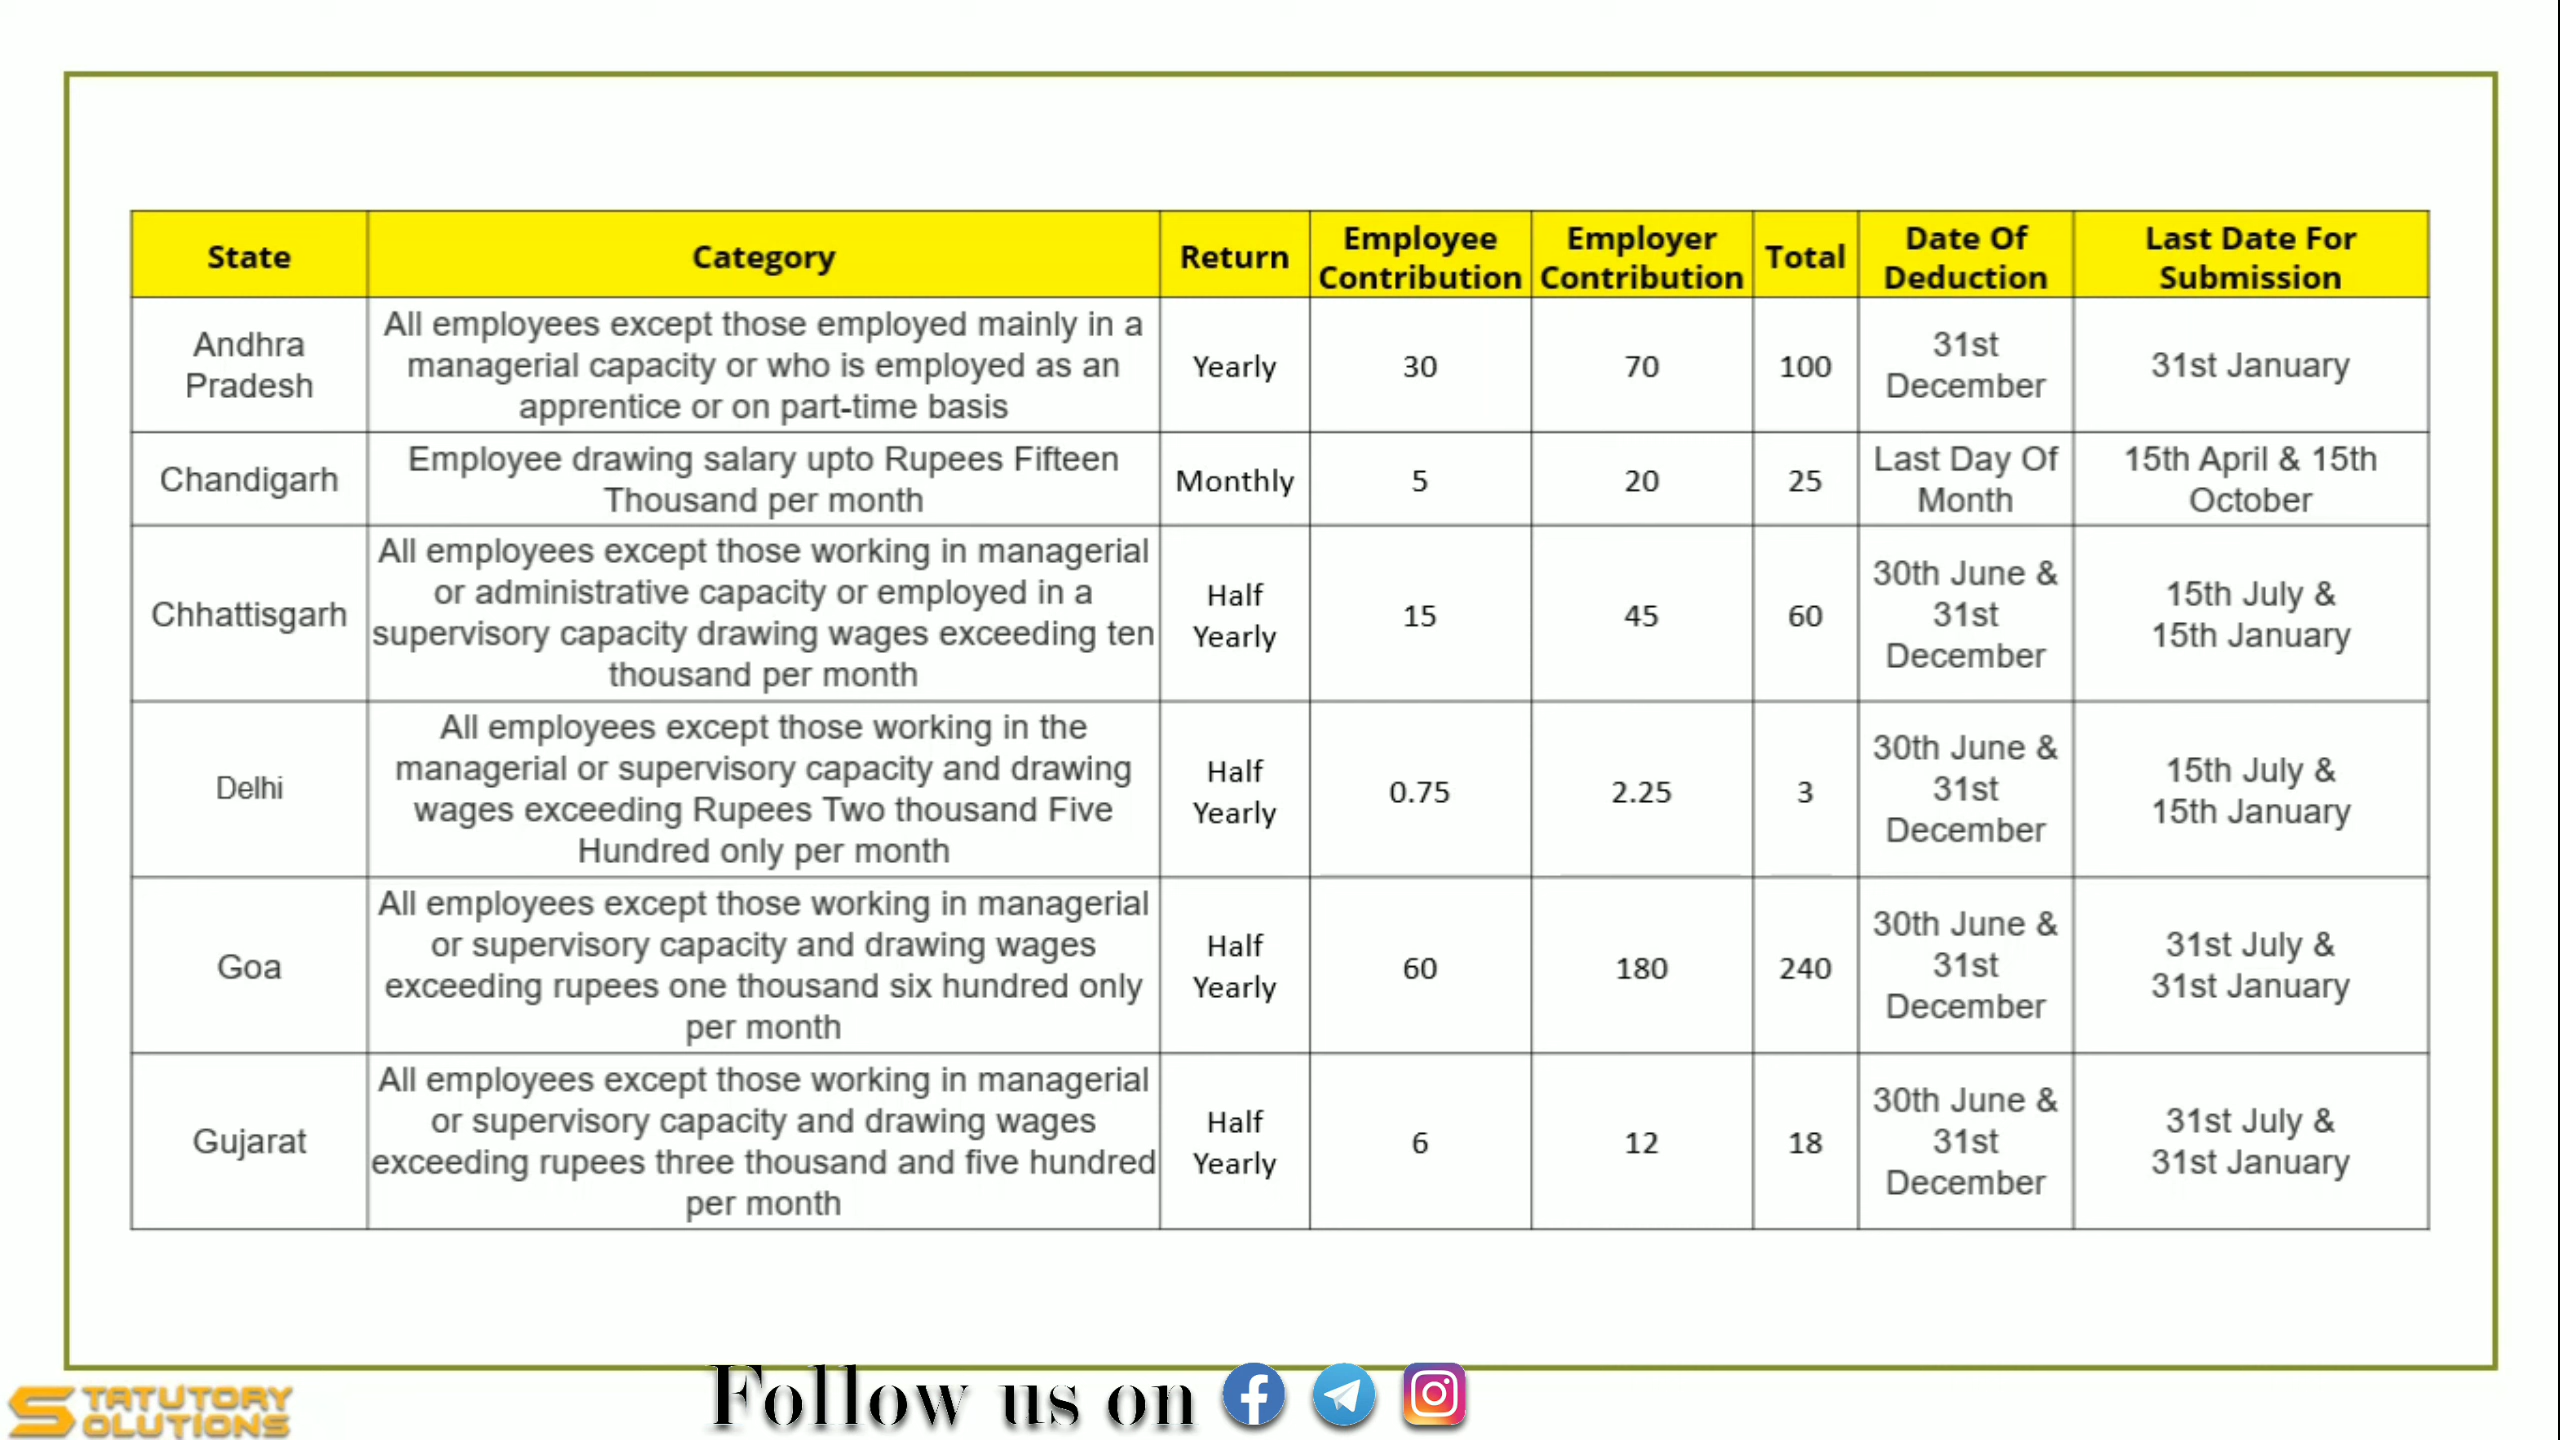 State
Category
Return
Employee
Contribution
Employer
Contribution
Total
Date Of
Deduction
Last Date For
Submission
Andhra
Pradesh
All employees except those employed mainly in a
managerial capacity or who is employed as an
apprentice or on part-time basis
Yearly
30
70
100
31st
December
31st January
Chandigarh
Employee drawing salary upto Rupees Fifteen
Thousand per month
Monthly
5
20
25
Last Day Of
Month
15th April & 15th
October
Chhattisgarh
All employees except those working in managerial
or administrative capacity or employed in a
supervisory capacity drawing wages exceeding ten
thousand per month
Half
Yearly
15
45
60
30th June &
31st
December
15th July &
15th January
Delhi
All employees except those working in the
managerial or supervisory capacity and drawing
wages exceeding Rupees Two thousand Five
Hundred only per month
Half
Yearly
0.75
2.25
3
30th June &
31st
December
15th July &
15th January
Goa
All employees except those working in managerial
or supervisory capacity and drawing wages
exceeding rupees one thousand six hundred only
per month
Half
Yearly
60
180
240
30th June &
31st
December
31st July &
31st January
Gujarat
All employees except those working in managerial
or supervisory capacity and drawing wages
exceeding rupees three thousand and five hundred
per month
Half
Yearly
6
12
18
30th June &
31st
December
31st July &
31st January
STATUTORY
SOLUTIONS
Follow us on